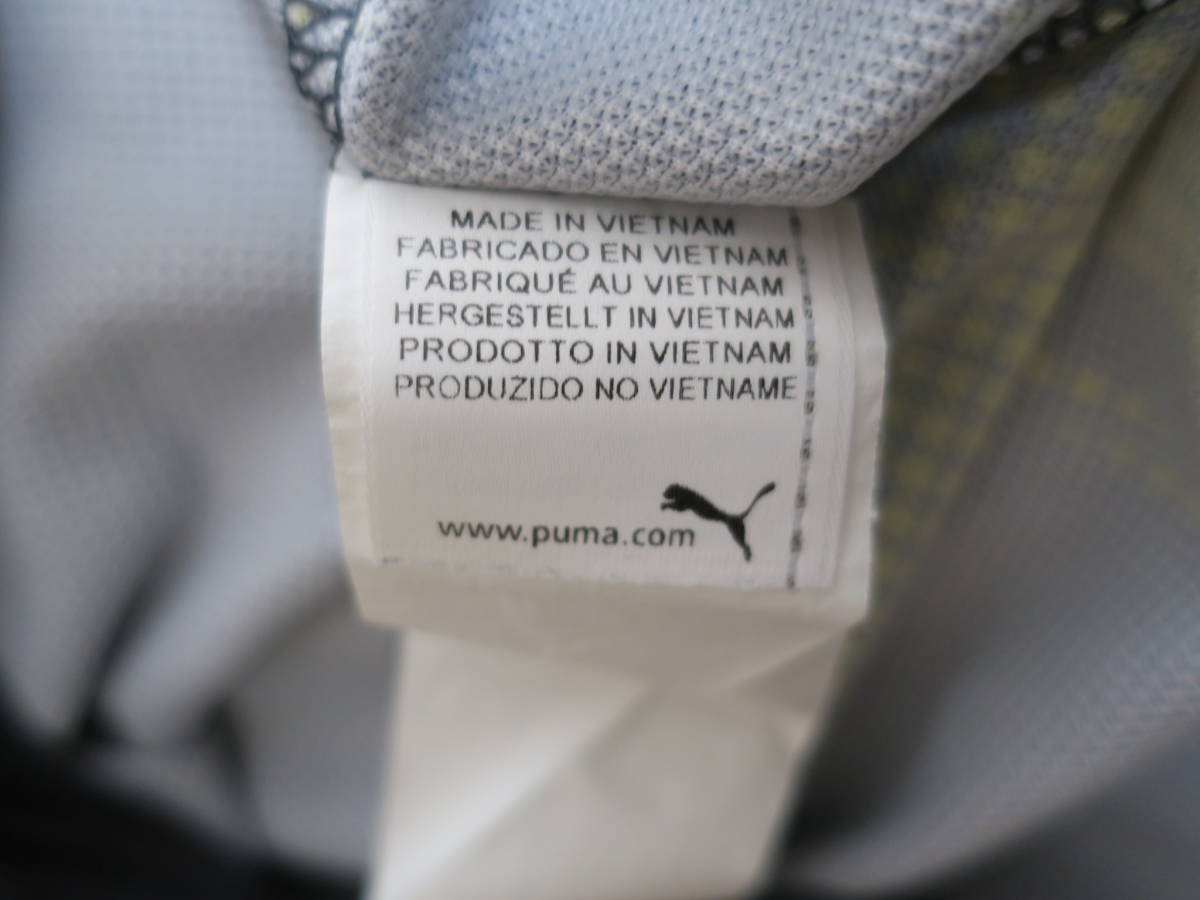 MADE IN VIETNAM
FABRICADO EN VIETNAM
FABRIQUÉ AU VIETNAM
HERGESTELLT IN VIETNAM
PRODOTTO IN VIETNAM
PRODUZIDO NO VIETNAME
www.puma.com